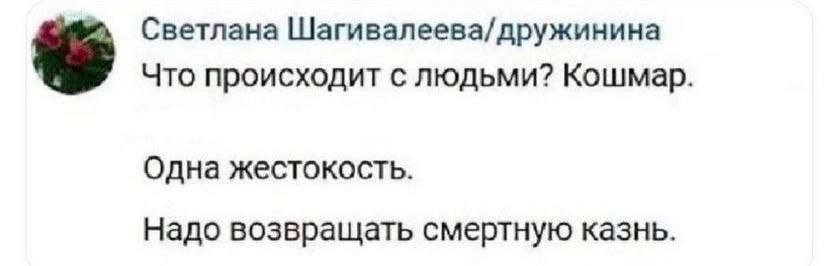 Светлана Шагивалеева/дружинина
Что происходит с людьми? Кошмар.
Одна жестокость.
Надо возвращать смертную казнь.